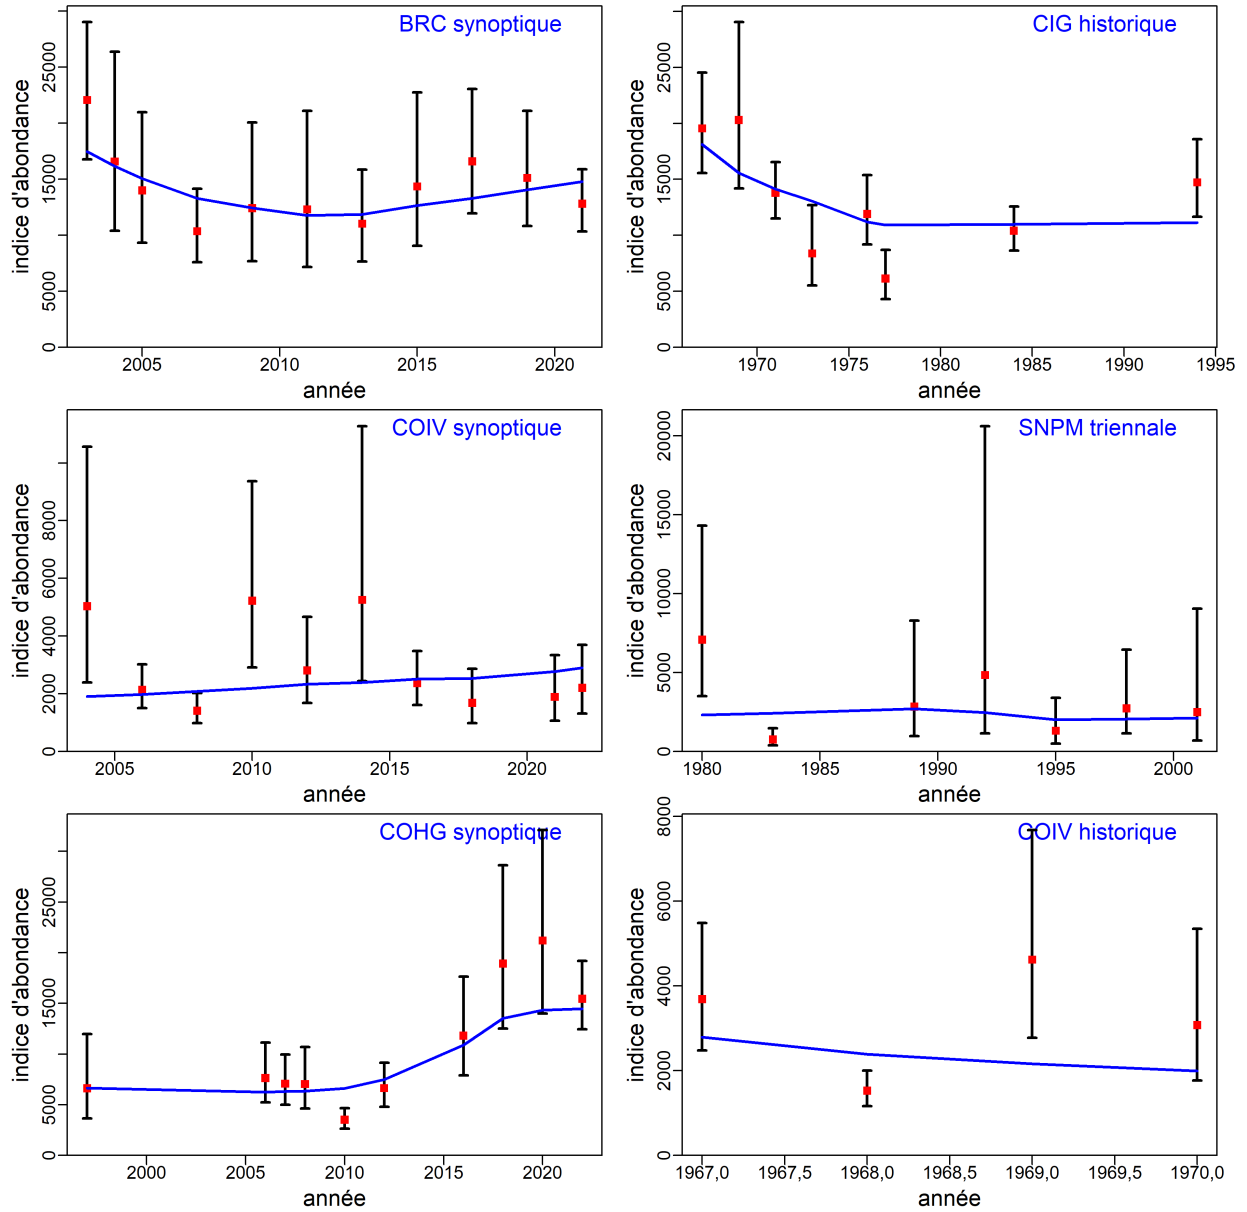 BRC synoptique
indice d'abondance
0 5000 15000 25000
2005 2010 2015 2020
année
CIG historique
indice d'abondance
0 5000 15000 25000
1970 1975 1980 1985 1990 1995
année
COIV synoptique
indice d'abondance
0 2000 4000 6000 8000
2005 2010 2015 2020
année
SNPM triennale
indice d'abondance
0 5000 10000 15000 20000
1980 1985 1990 1995 2000
année
COHG synoptique
indice d'abondance
0 5000 15000 25000
2000 2005 2010 2015 2020
année
COIV historique
indice d'abondance
0 2000 4000 6000 8000
1967,0 1967,5 1968,0 1968,5 1969,0 1969,5 1970,0
année